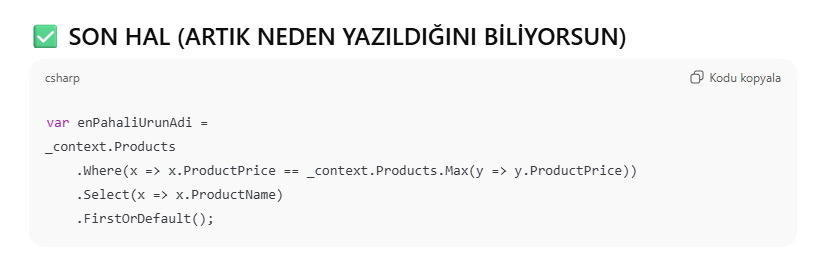 ✅ SON HAL (ARTIK NEDEN YAZILDIĞINI BİLİYORSUN)
csharp
Kodu kopyala
var enPahaliUrunAdi =
_context.Products
    .Where(x => x.ProductPrice == _context.Products.Max(y => y.ProductPrice))
    .Select(x => x.ProductName)
    .FirstOrDefault();